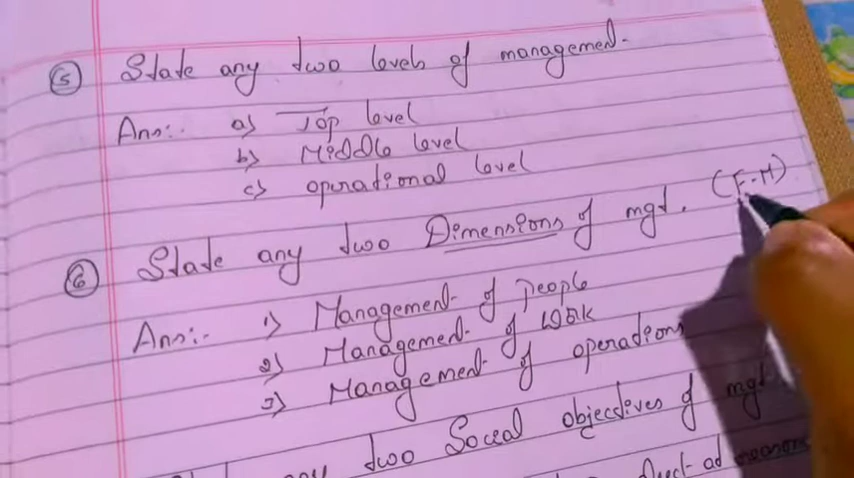 5 State any two levels of management.
Ans:- a) Top level
b) Middle level
c) operational level
6 State any two Dimensions of mgt. (F-M)
Ans:- 1) Management of people
2) Management of work
3) Management of operations
any two Social objectives of mgt